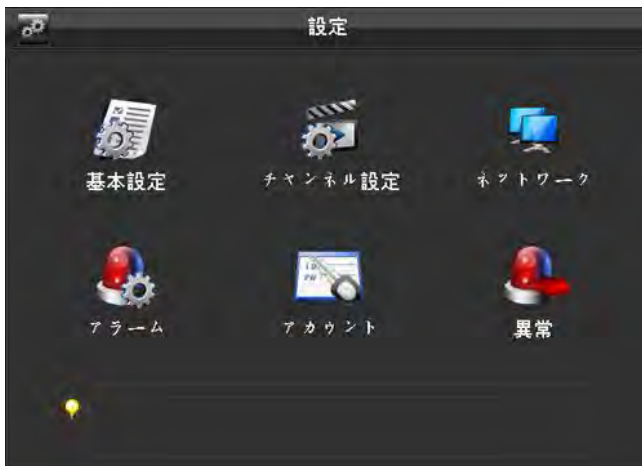 設定
基本設定
チャンネル設定
ネットワーク
アラーム
アカウント
異常